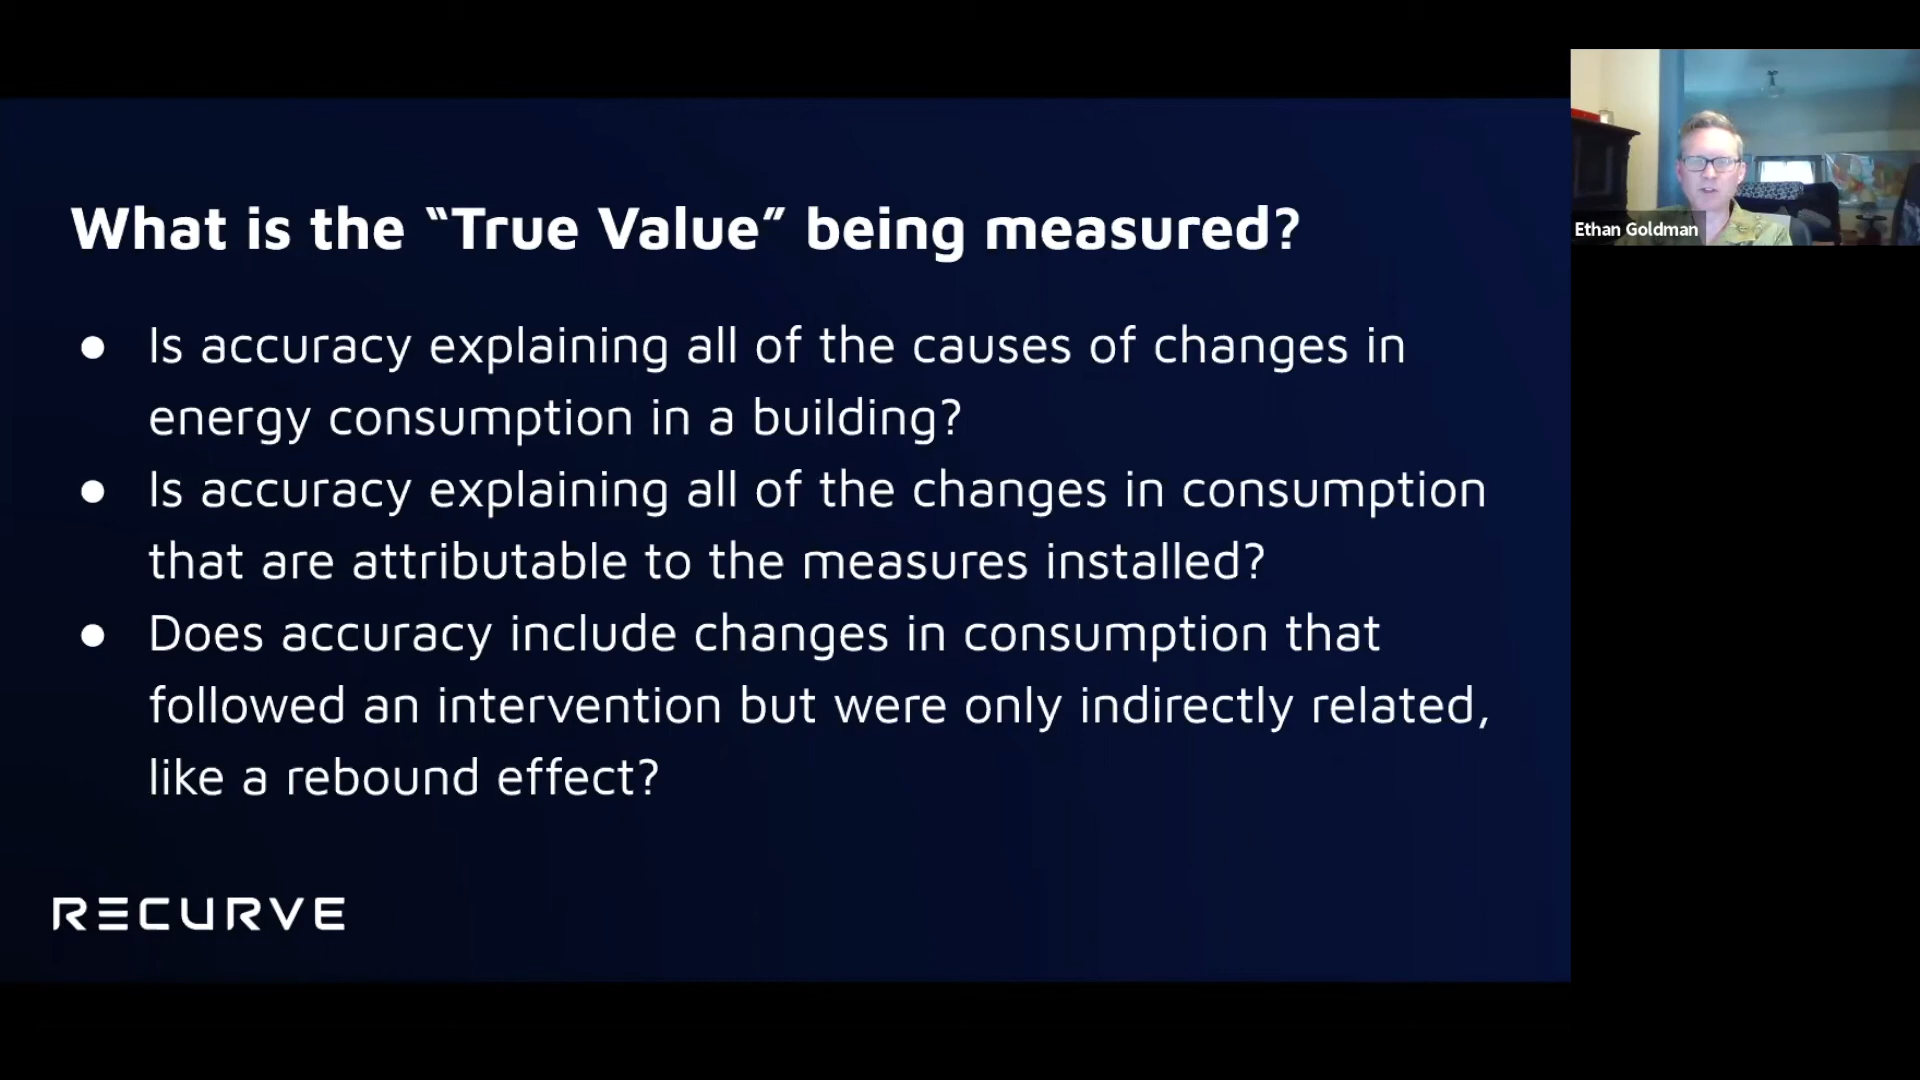 What is the “True Value” being measured?
● Is accuracy explaining all of the causes of changes in
energy consumption in a building?
● Is accuracy explaining all of the changes in consumption
that are attributable to the measures installed?
● Does accuracy include changes in consumption that
followed an intervention but were only indirectly related,
like a rebound effect?
RECURVE
Ethan Goldman